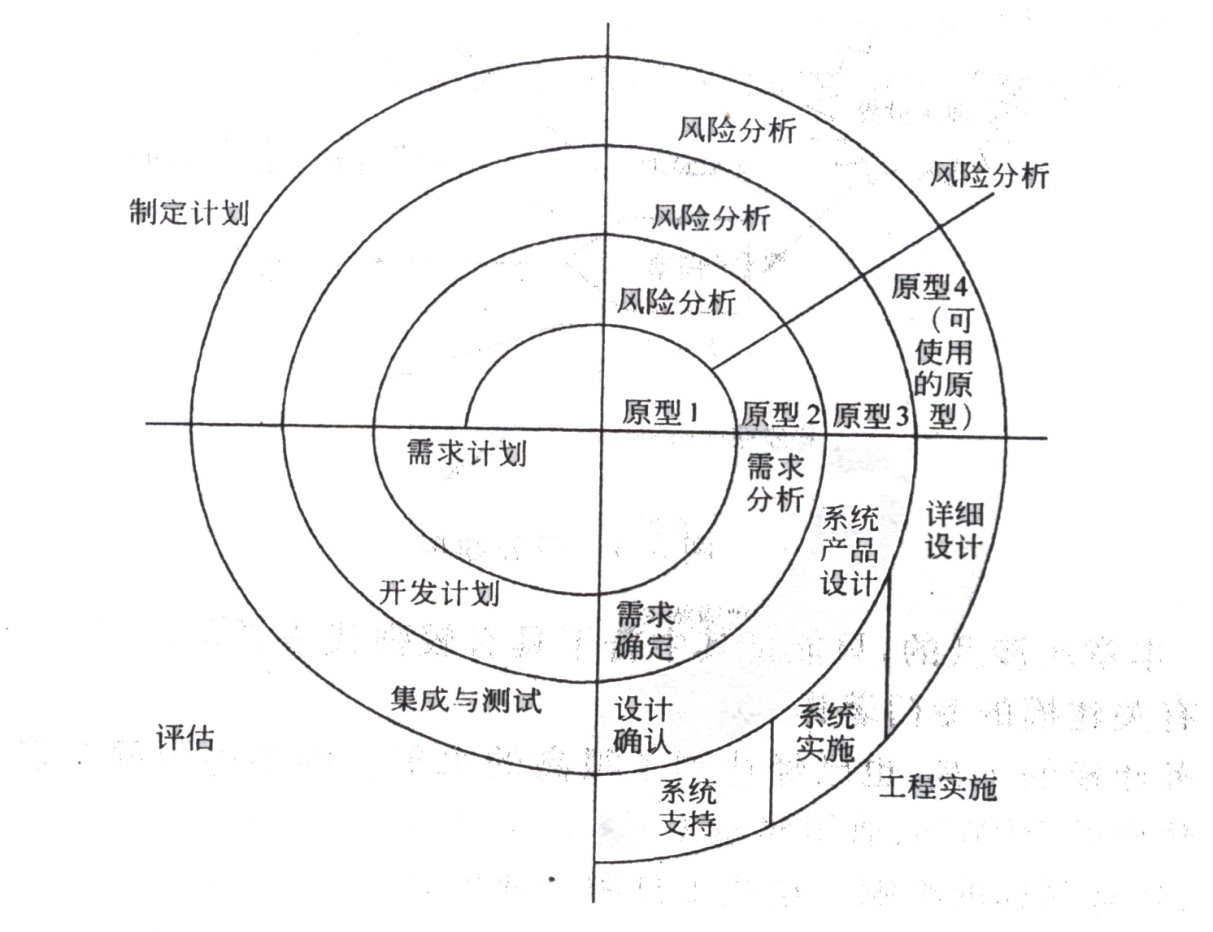 风险分析
风险分析
制定计划
风险分析
原型4
风险分析
（可
使用
的原
型）
原型1
原型2
原型3
需求计划
需求
分析
系统
产品
设计
详细
设计
开发计划
需求
确定
集成与测试
设计
确认
系统
实施
评估
系统
支持
工程实施